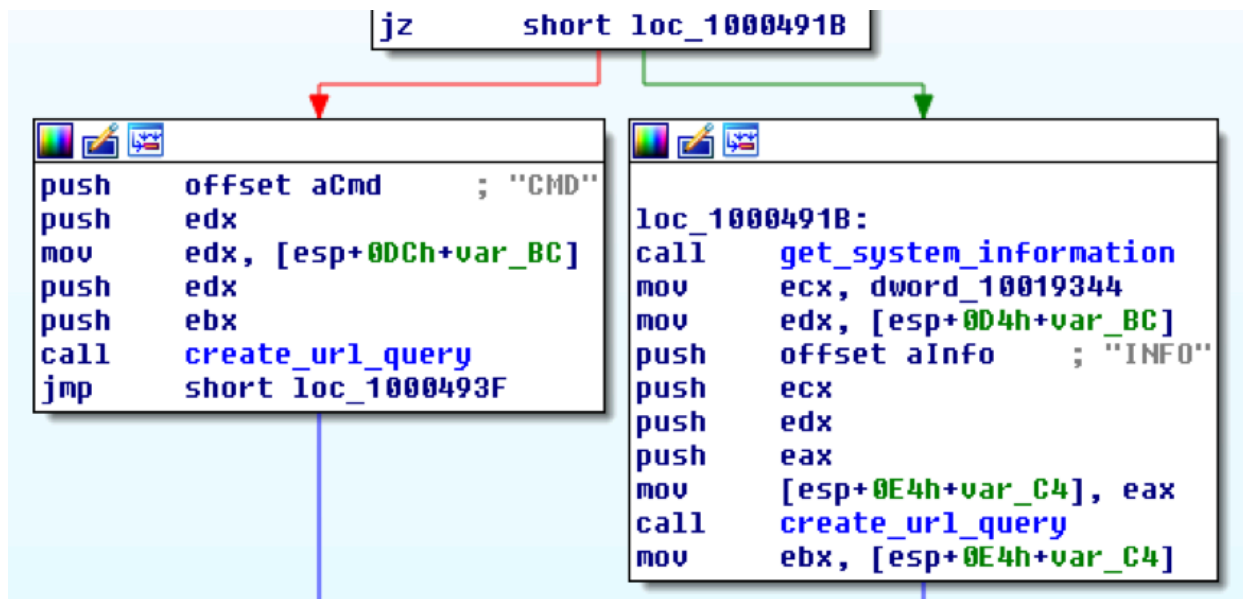 jz short loc_1000491B
push offset aCmd ; "CMD"
push edx
mov edx, [esp+0DCh+var_BC]
push edx
push ebx
call create_url_query
jmp short loc_1000493F
loc_1000491B:
call get_system_information
mov ecx, dword_10019344
mov edx, [esp+0D4h+var_BC]
push offset aInfo ; "INFO"
push ecx
push edx
push eax
mov [esp+0E4h+var_C4], eax
call create_url_query
mov ebx, [esp+0E4h+var_C4]